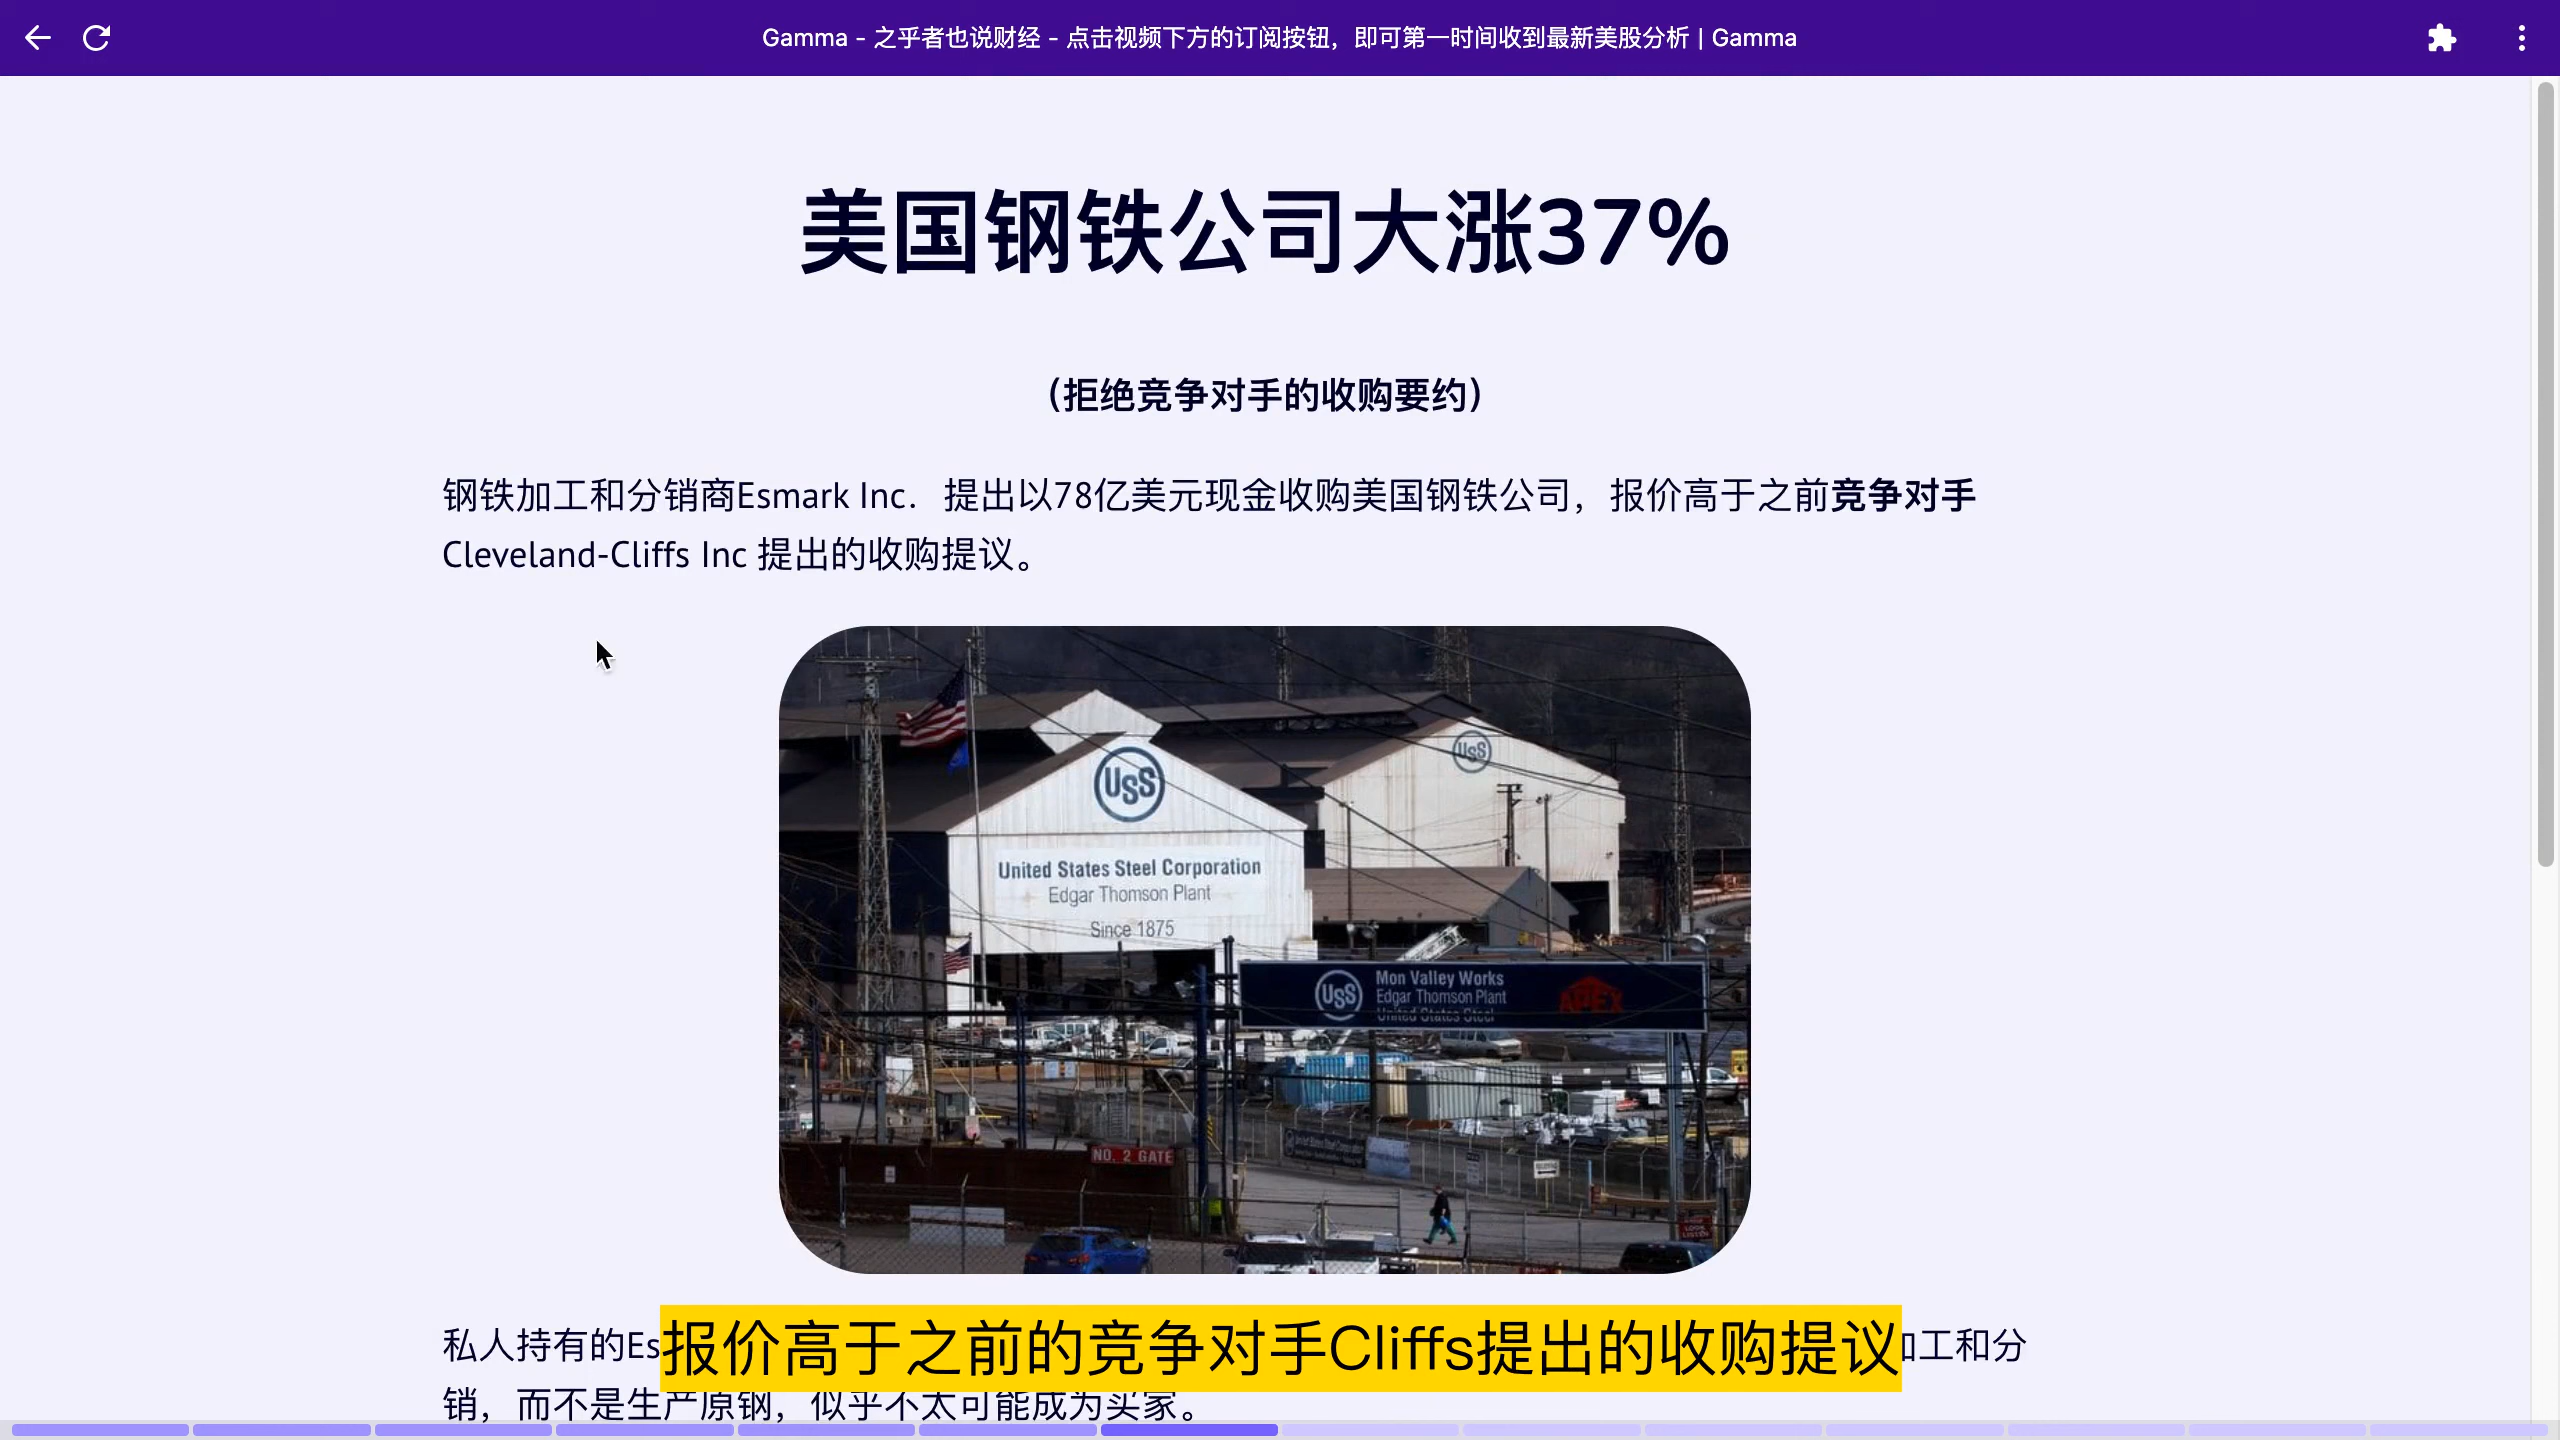 Gamma - 之乎者也说财经 - 点击视频下方的订阅按钮，即可第一时间收到最新美股分析 | Gamma
美国钢铁公司大涨37%
（拒绝竞争对手的收购要约）
钢铁加工和分销商Esmark Inc．提出以78亿美元现金收购美国钢铁公司，报价高于之前竞争对手
Cleveland-Cliffs Inc 提出的收购提议。
USS
USS
United States Steel Corporation
Edgar Thomson Plant
Since 1875
USS
Mon Valley Works
Edgar Thomson Plant
United States Steel
APEX
NO. 2 GATE
私人持有的Es
报价高于之前的竞争对手Cliffs提出的收购提议
工和分
销，而不是生产原钢，似乎不太可能成为买家。